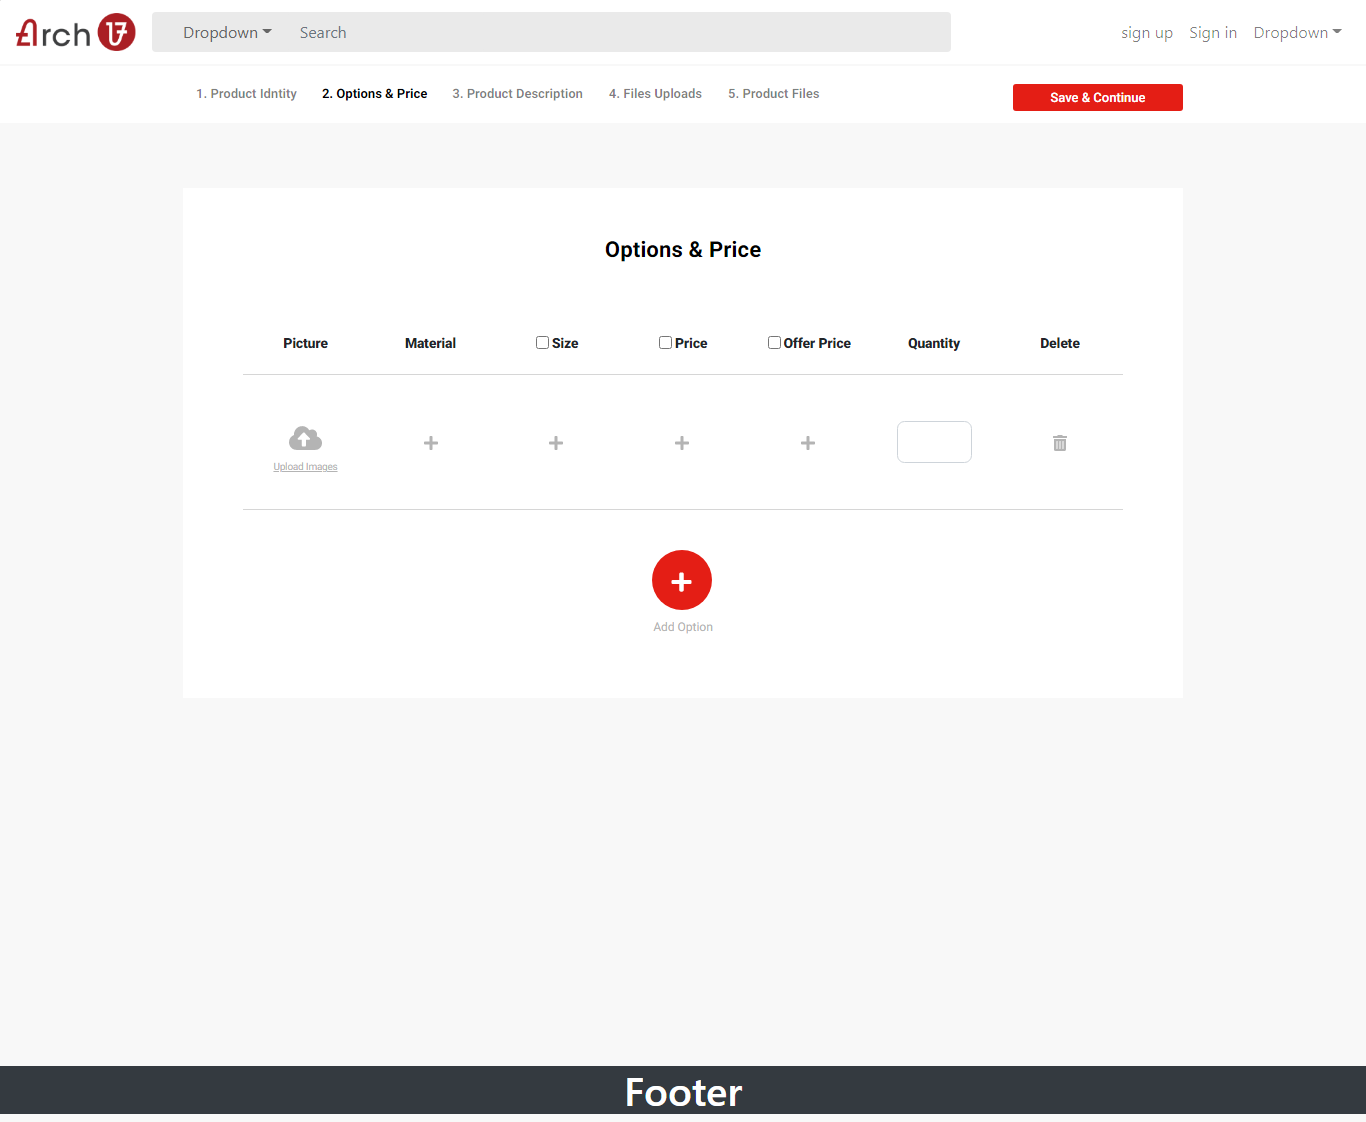 Arch 17 Dropdown Search sign up Sign in Dropdown
1. Product Idntity 2. Options & Price 3. Product Description 4. Files Uploads 5. Product Files Save & Continue
Options & Price
Picture Material Size Price Offer Price Quantity Delete
Upload Images
Add Option
Footer